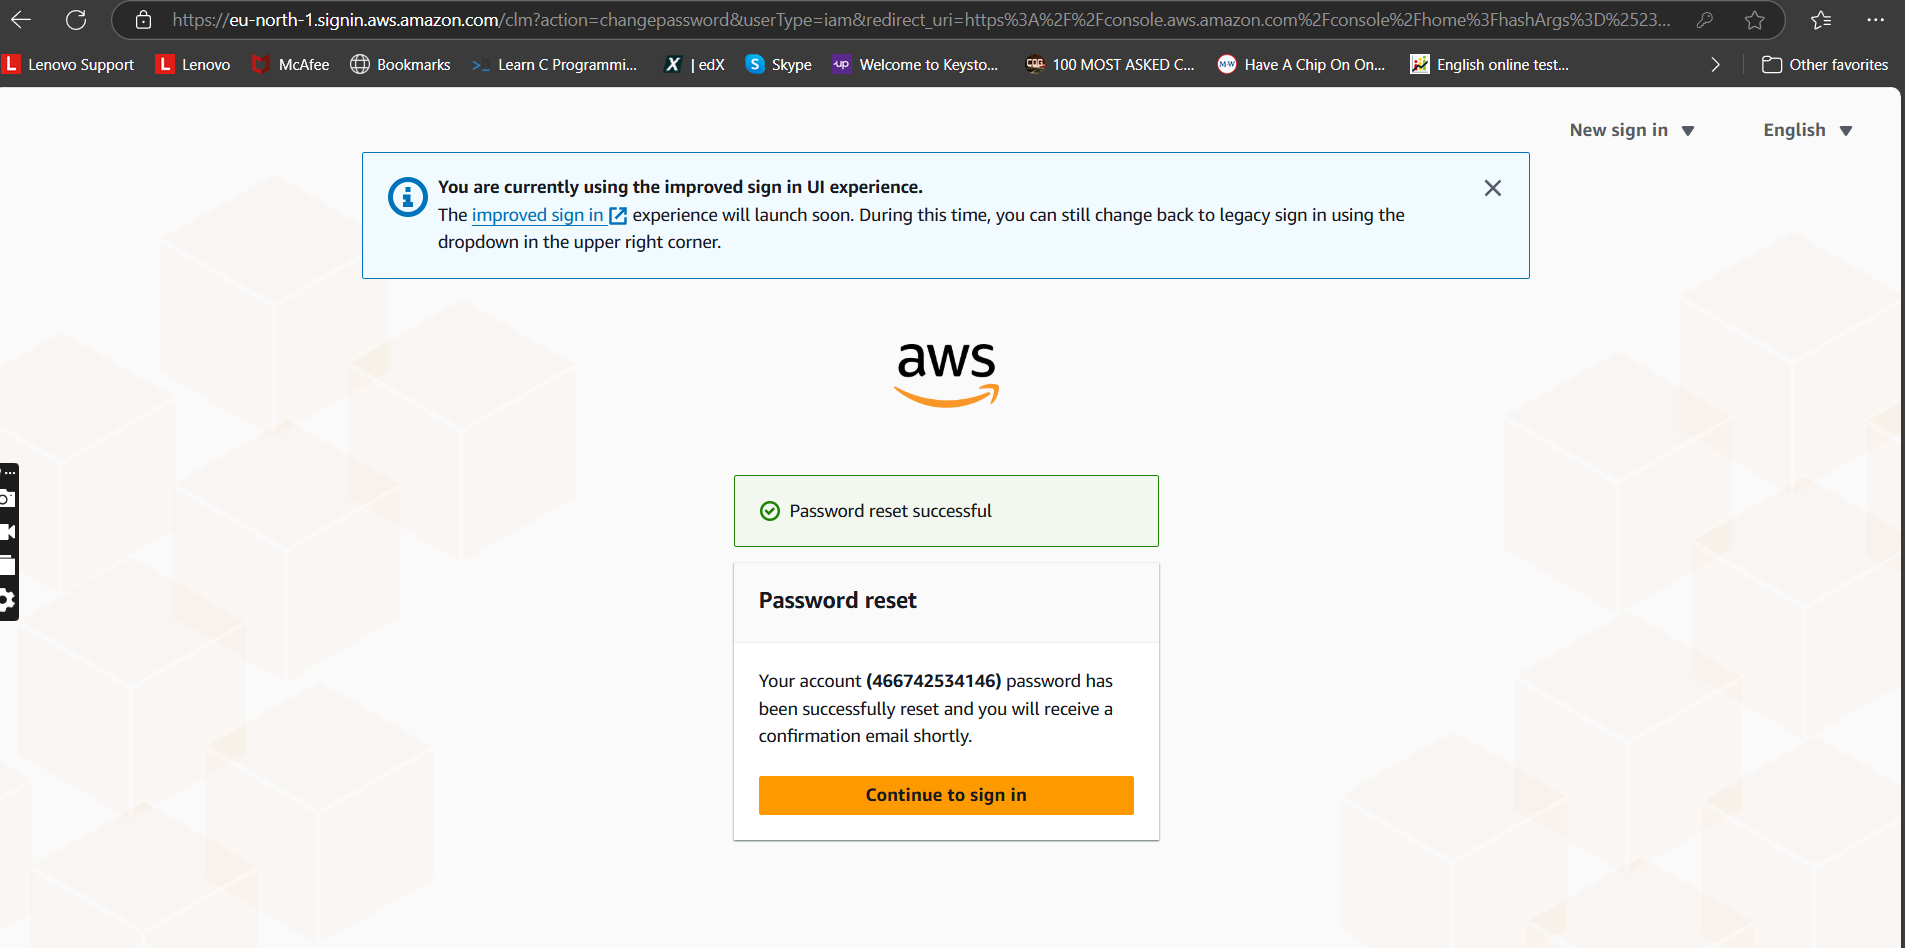 https://eu-north-1.signin.aws.amazon.com/clm?action=changepassword&userType=iam&redirect_uri=https%3A%2F%2Fconsole.aws.amazon.com%2Fconsole%2Fhome%3FhashArgs%3D%2523...
L Lenovo Support L Lenovo McAfee Bookmarks >_ Learn C Programmi... X | edX S Skype up Welcome to Keysto... COG 100 MOST ASKED C... M-W Have A Chip On On... English online test... Other favorites
New sign in English
You are currently using the improved sign in UI experience.
The improved sign in experience will launch soon. During this time, you can still change back to legacy sign in using the
dropdown in the upper right corner.
aws
Password reset successful
Password reset
Your account (466742534146) password has
been successfully reset and you will receive a
confirmation email shortly.
Continue to sign in